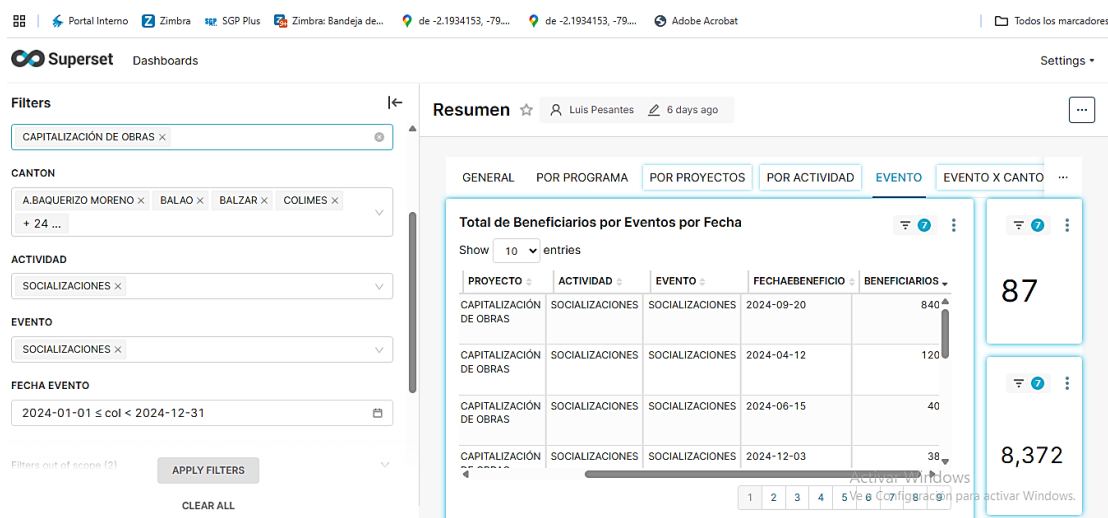 Portal Interno Zimbra SGP Plus Zimbra: Bandeja de... de -2.1934153, -79.... de -2.1934153, -79.... Adobe Acrobat Todos los marcadores
Superset Dashboards Settings
Filters
CAPITALIZACIÓN DE OBRAS
CANTON
A.BAQUERIZO MORENO BALAO BALZAR COLIMES
+ 24 ...
ACTIVIDAD
SOCIALIZACIONES
EVENTO
SOCIALIZACIONES
FECHA EVENTO
2024-01-01 ≤ col < 2024-12-31
Filters out of scope (2)
APPLY FILTERS
CLEAR ALL
Resumen Luis Pesantes 6 days ago
GENERAL POR PROGRAMA POR PROYECTOS POR ACTIVIDAD EVENTO EVENTO X CANTO
Total de Beneficiarios por Eventos por Fecha 7
Show 10 entries
PROYECTO ACTIVIDAD EVENTO FECHAEBENEFICIO BENEFICIARIOS
CAPITALIZACIÓN SOCIALIZACIONES SOCIALIZACIONES 2024-09-20 840
DE OBRAS
CAPITALIZACIÓN SOCIALIZACIONES SOCIALIZACIONES 2024-04-12 120
DE OBRAS
CAPITALIZACIÓN SOCIALIZACIONES SOCIALIZACIONES 2024-06-15 40
DE OBRAS
CAPITALIZACIÓN SOCIALIZACIONES SOCIALIZACIONES 2024-12-03 38
DE OBRAS
1 2 3 4 5 6 7 8 9
7
87
7
8,372
Activar Windows
Ve a Configuración para activar Windows.